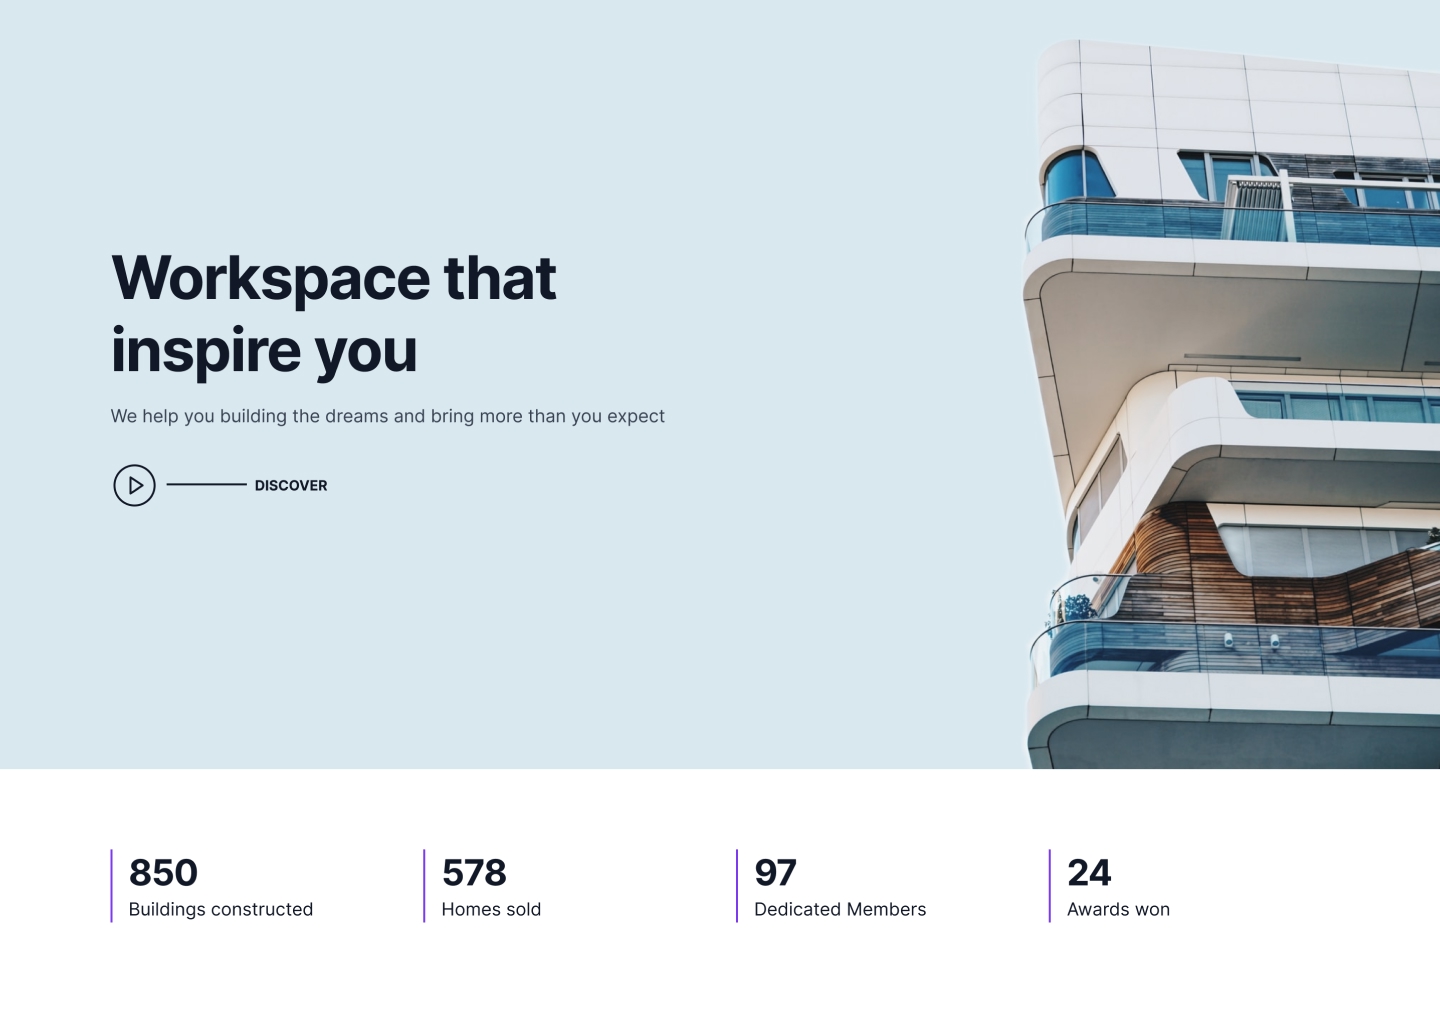 Workspace that
inspire you
We help you building the dreams and bring more than you expect
DISCOVER
850
Buildings constructed
578
Homes sold
97
Dedicated Members
24
Awards won